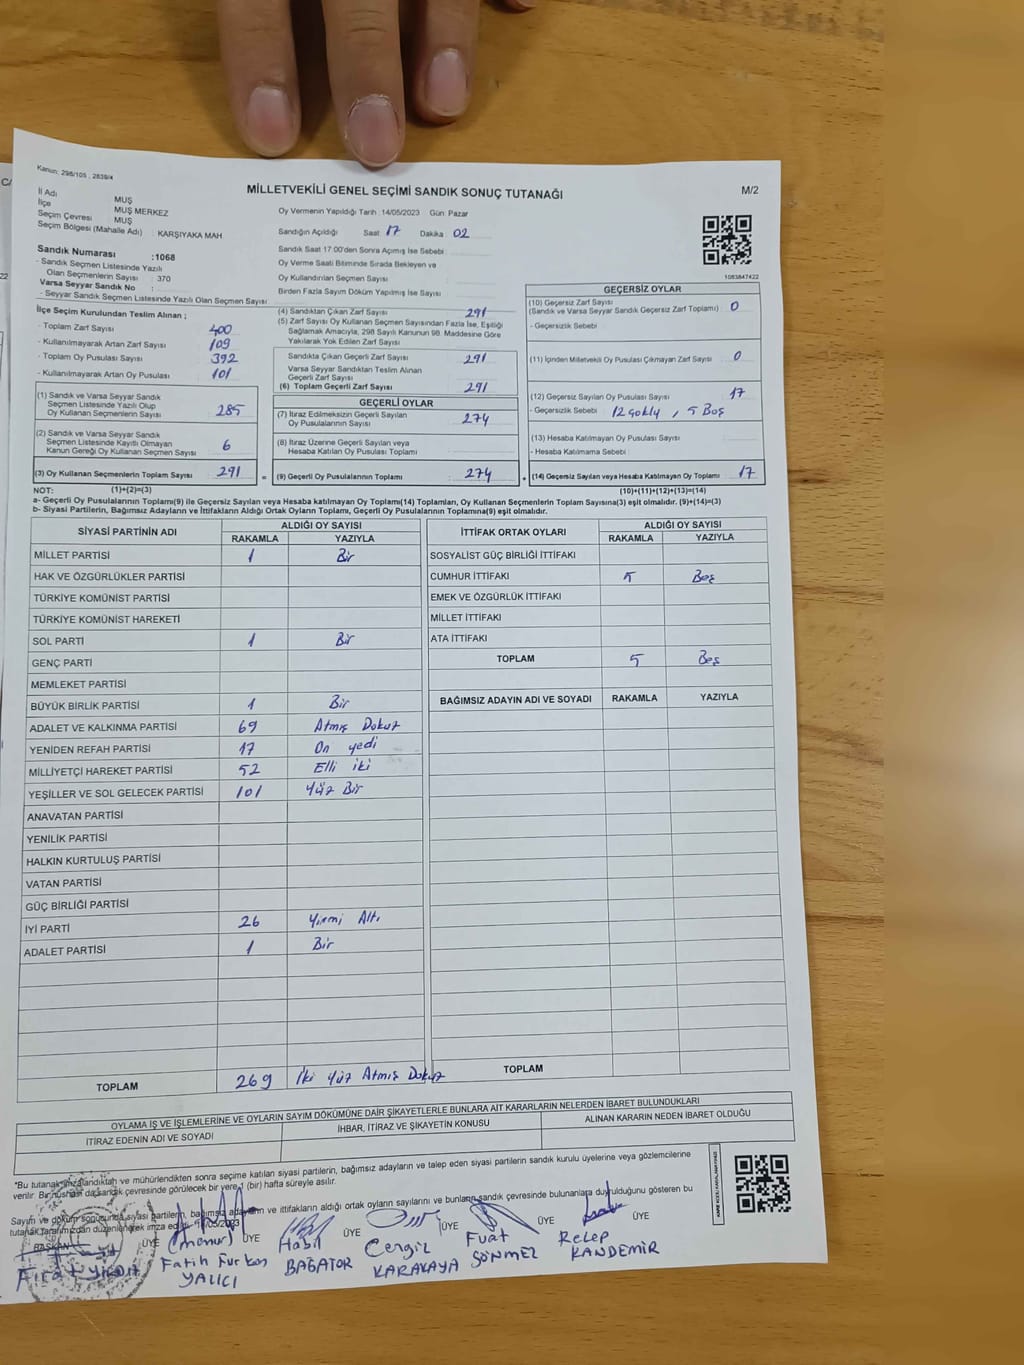 Kanun: 298/105 , 2839/4
MİLLETVEKİLİ GENEL SEÇİMİ SANDIK SONUÇ TUTANAĞI
M/2
İl Adı MUŞ
İlçe MUŞ MERKEZ
Seçim Çevresi MUŞ
Seçim Bölgesi (Mahalle Adı) : KARŞIYAKA MAH
Sandık Numarası :1068
- Sandık Seçmen Listesinde Yazılı
Olan Seçmenlerin Sayısı : 370
Varsa Seyyar Sandık No :
- Seyyar Sandık Seçmen Listesinde Yazılı Olan Seçmen Sayısı
Oy Vermenin Yapıldığı Tarih :14/05/2023 Gün: Pazar
Sandığın Açıldığı Saat 17 Dakika 02
Sandık Saat 17:00'den Sonra Açımış İse Sebebi
Oy Verme Saati Bitiminde Sırada Bekleyen ve
Oy Kullandırılan Seçmen Sayısı
Birden Fazla Sayım Döküm Yapılmış İse Sayısı
1083847422
İlçe Seçim Kurulundan Teslim Alınan ;
- Toplam Zarf Sayısı 400
- Kullanılmayarak Artan Zarf Sayısı 109
- Toplam Oy Pusulası Sayısı 392
- Kullanılmayarak Artan Oy Pusulası 101
(1) Sandık ve Varsa Seyyar Sandık
Seçmen Listesinde Yazılı Olup
Oy Kullanan Seçmenlerin Sayısı 285
(2) Sandık ve Varsa Seyyar Sandık
Seçmen Listesinde Kayıtlı Olmayan
Kanun Gereği Oy Kullanan Seçmen Sayısı 6
(3) Oy Kullanan Seçmenlerin Toplam Sayısı 291
(1)+(2)=(3)
(4) Sandıktan Çıkan Zarf Sayısı 291
(5) Zarf Sayısı Oy Kullanan Seçmen Sayısından Fazla İse, Eşitliği
Sağlamak Amacıyla, 298 Sayılı Kanunun 98. Maddesine Göre
Yakılarak Yok Edilen Zarf Sayısı
Sandıkta Çıkan Geçerli Zarf Sayısı 291
Varsa Seyyar Sandıktan Teslim Alınan
Geçerli Zarf Sayısı
(6) Toplam Geçerli Zarf Sayısı 291
GEÇERLİ OYLAR
(7) İtiraz Edilmeksizin Geçerli Sayılan
Oy Pusulalarının Sayısı 274
(8) İtiraz Üzerine Geçerli Sayılan veya
Hesaba Katılan Oy Pusulaları Toplamı
= (9) Geçerli Oy Pusulalarının Toplamı 274
GEÇERSİZ OYLAR
(10) Geçersiz Zarf Sayısı 0
(Sandık ve Varsa Seyyar Sandık Geçersiz Zarf Toplamı)
- Geçersizlik Sebebi
(11) İçinden Milletvekili Oy Pusulası Çıkmayan Zarf Sayısı 0
(12) Geçersiz Sayılan Oy Pusulası Sayısı 17
- Geçersizlik Sebebi 12 , 5 Boş
(13) Hesaba Katılmayan Oy Pusulası Sayısı
- Hesaba Katılmama Sebebi
+ (14) Geçersiz Sayılan veya Hesaba Katılmayan Oy Toplamı 17
(10)+(11)+(12)+(13)=(14)
NOT:
a- Geçerli Oy Pusulalarının Toplamı(9) ile Geçersiz Sayılan veya Hesaba katılmayan Oy Toplamı(14) Toplamları, Oy Kullanan Seçmenlerin Toplam Sayısına(3) eşit olmalıdır. (9)+(14)=(3)
b- Siyasi Partilerin, Bağımsız Adayların ve İttifakların Aldığı Ortak Oyların Toplamı, Geçerli Oy Pusulalarının Toplamına(9) eşit olmalıdır.
SİYASİ PARTİNİN ADI ALDIĞI OY SAYISI
RAKAMLA YAZIYLA
MİLLET PARTİSİ 1 Bir
HAK VE ÖZGÜRLÜKLER PARTİSİ
TÜRKİYE KOMÜNİST PARTİSİ
TÜRKİYE KOMÜNİST HAREKETİ
SOL PARTİ 1 Bir
GENÇ PARTİ
MEMLEKET PARTİSİ
BÜYÜK BİRLİK PARTİSİ 1 Bir
ADALET VE KALKINMA PARTİSİ 69 Atmış Dokuz
YENİDEN REFAH PARTİSİ 17 On yedi
MİLLİYETÇİ HAREKET PARTİSİ 52 Elli iki
YEŞİLLER VE SOL GELECEK PARTİSİ 101 Yüz Bir
ANAVATAN PARTİSİ
YENİLİK PARTİSİ
HALKIN KURTULUŞ PARTİSİ
VATAN PARTİSİ
GÜÇ BİRLİĞİ PARTİSİ
İYİ PARTİ 26 Yirmi Altı
ADALET PARTİSİ 1 Bir
TOPLAM 269 İki Yüz Atmış Dokuz
İTTİFAK ORTAK OYLARI ALDIĞI OY SAYISI
RAKAMLA YAZIYLA
SOSYALİST GÜÇ BİRLİĞİ İTTİFAKI
CUMHUR İTTİFAKI 5 Beş
EMEK VE ÖZGÜRLÜK İTTİFAKI
MİLLET İTTİFAKI
ATA İTTİFAKI
TOPLAM 5 Beş
BAĞIMSIZ ADAYIN ADI VE SOYADI RAKAMLA YAZIYLA
TOPLAM
OYLAMA İŞ VE İŞLEMLERİNE VE OYLARIN SAYIM DÖKÜMÜNE DAİR ŞİKAYETLERLE BUNLARA AİT KARARLARIN NELERDEN İBARET BULUNDUKLARI
İTİRAZ EDENİN ADI VE SOYADI İHBAR, İTİRAZ VE ŞİKAYETİN KONUSU ALINAN KARARIN NEDEN İBARET OLDUĞU
*Bu tutanak imzalandıktan ve mühürlendikten sonra seçime katılan siyasi partilerin, bağımsız adayların ve talep eden siyasi partilerin sandık kurulu üyelerine veya gözlemcilerine
verilir. Bir nüshası da sandık çevresinde görülecek bir yere 1 (bir) hafta süreyle asılır.
Sayım ve döküm sonucunda siyasi partilerin, bağımsız adayların ve ittifakların aldığı ortak oyların sayılarını ve bunların sandık çevresinde bulunanlara duyrulduğunu gösteren bu
tutanak tarafımızdan düzenlenerek imza edildi.
BAŞKAN ÜYE ÜYE ÜYE ÜYE ÜYE ÜYE
(memur)
Fatih Furkan YALICI
BAĞATOR
Cengiz KARAKAYA
Fuat SÖNMEZ
Recep KANDEMİR